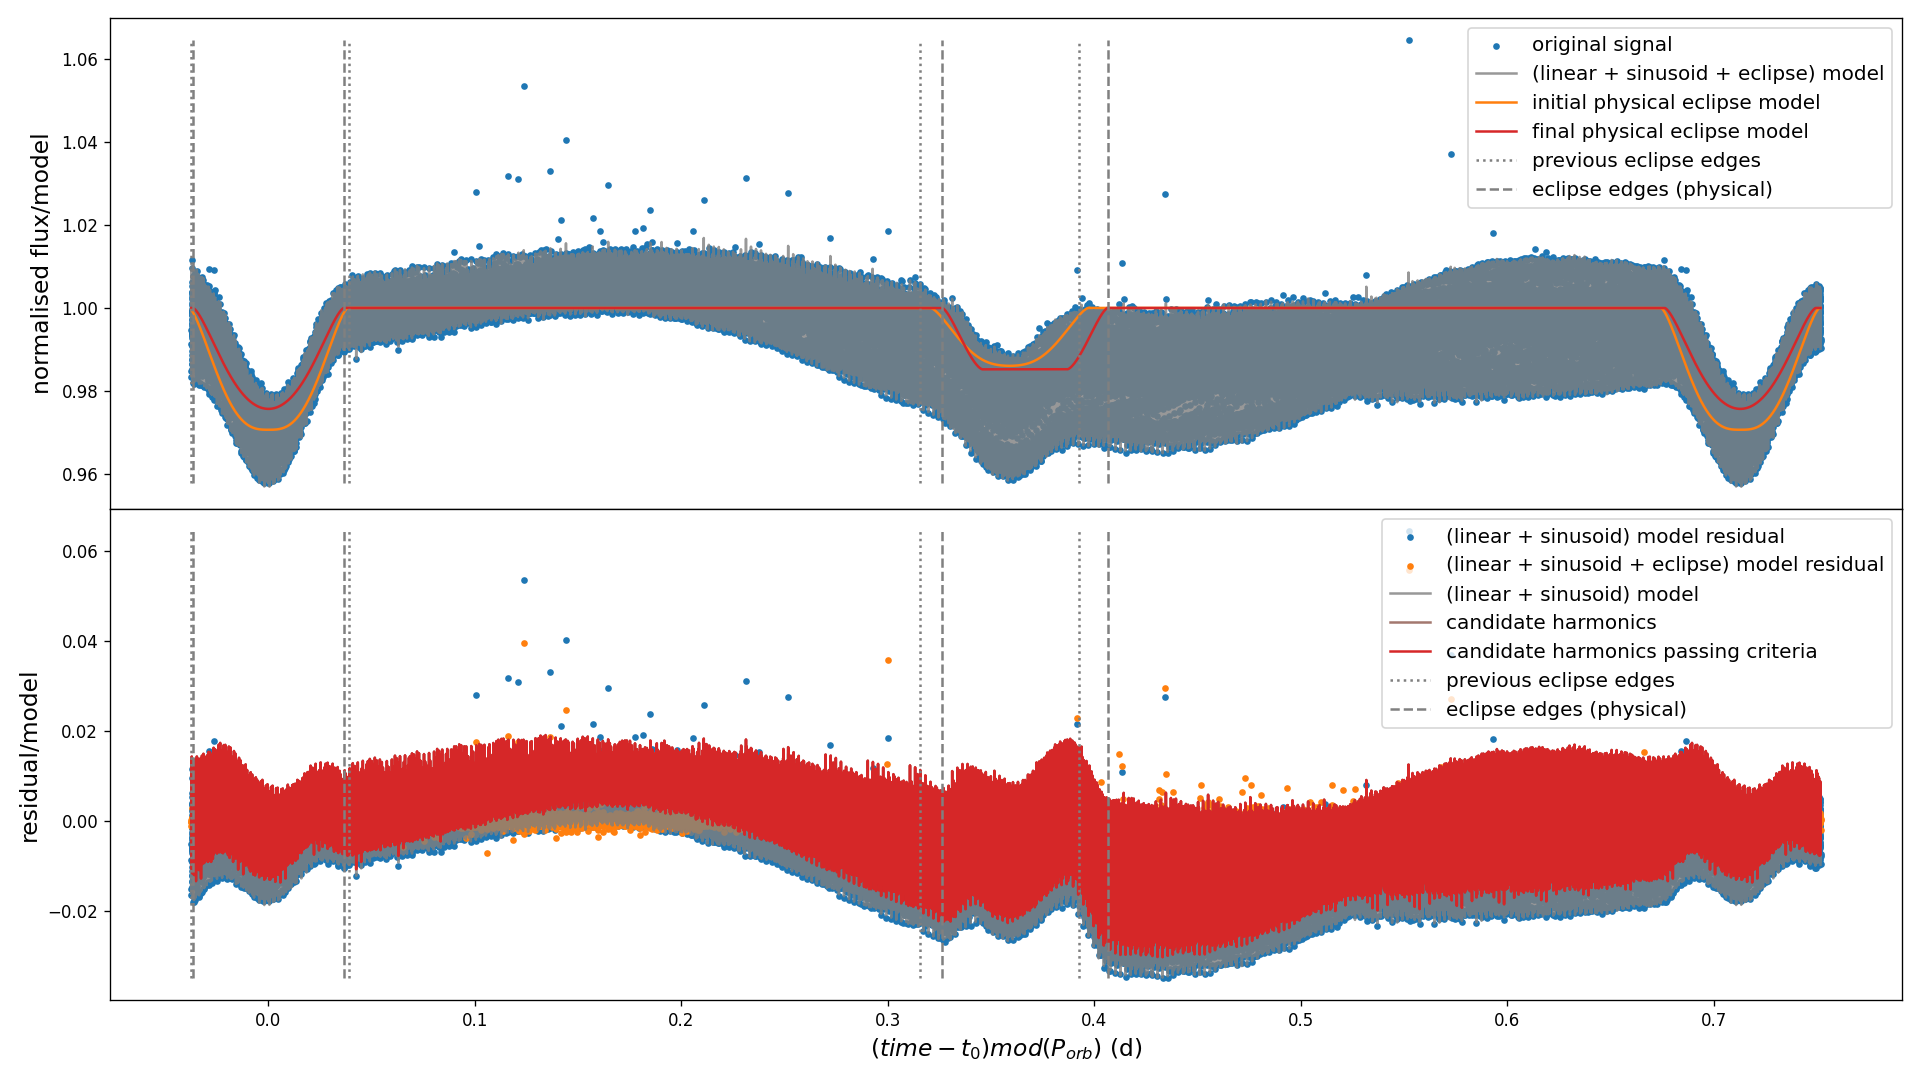 1.06
1.04
1.02
1.00
0.98
0.96
normalised flux/model
original signal
(linear + sinusoid + eclipse) model
initial physical eclipse model
final physical eclipse model
previous eclipse edges
eclipse edges (physical)
0.06
0.04
0.02
0.00
−0.02
residual/model
(linear + sinusoid) model residual
(linear + sinusoid + eclipse) model residual
(linear + sinusoid) model
candidate harmonics
candidate harmonics passing criteria
previous eclipse edges
eclipse edges (physical)
0.0 0.1 0.2 0.3 0.4 0.5 0.6 0.7
(time − t₀)mod(Pₒᵣb) (d)